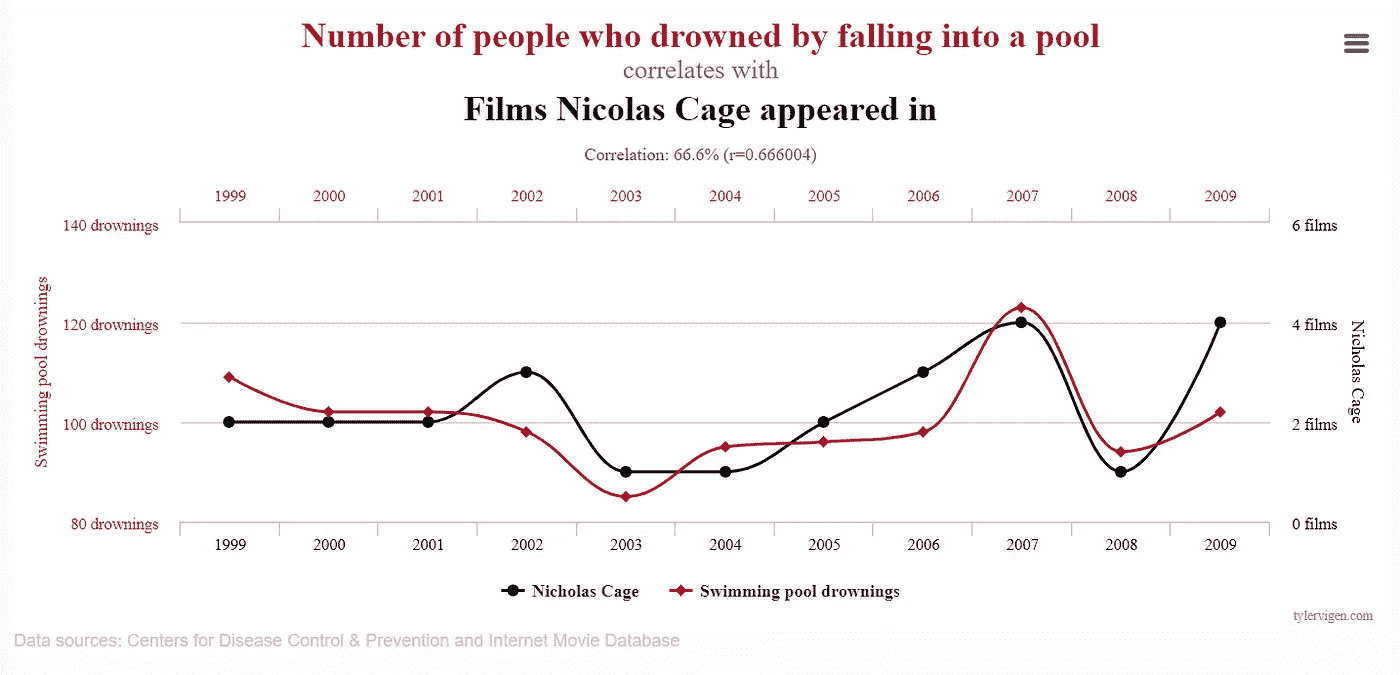 Number of people who drowned by falling into a pool
correlates with
Films Nicolas Cage appeared in
Correlation: 66.6% (r=0.666004)
1999 2000 2001 2002 2003 2004 2005 2006 2007 2008 2009
140 drownings 6 films
120 drownings 4 films
100 drownings 2 films
80 drownings 0 films
Swimming pool drownings
Nicholas Cage
1999 2000 2001 2002 2003 2004 2005 2006 2007 2008 2009
Nicholas Cage Swimming pool drownings
tylervigen.com
Data sources: Centers for Disease Control & Prevention and Internet Movie Database